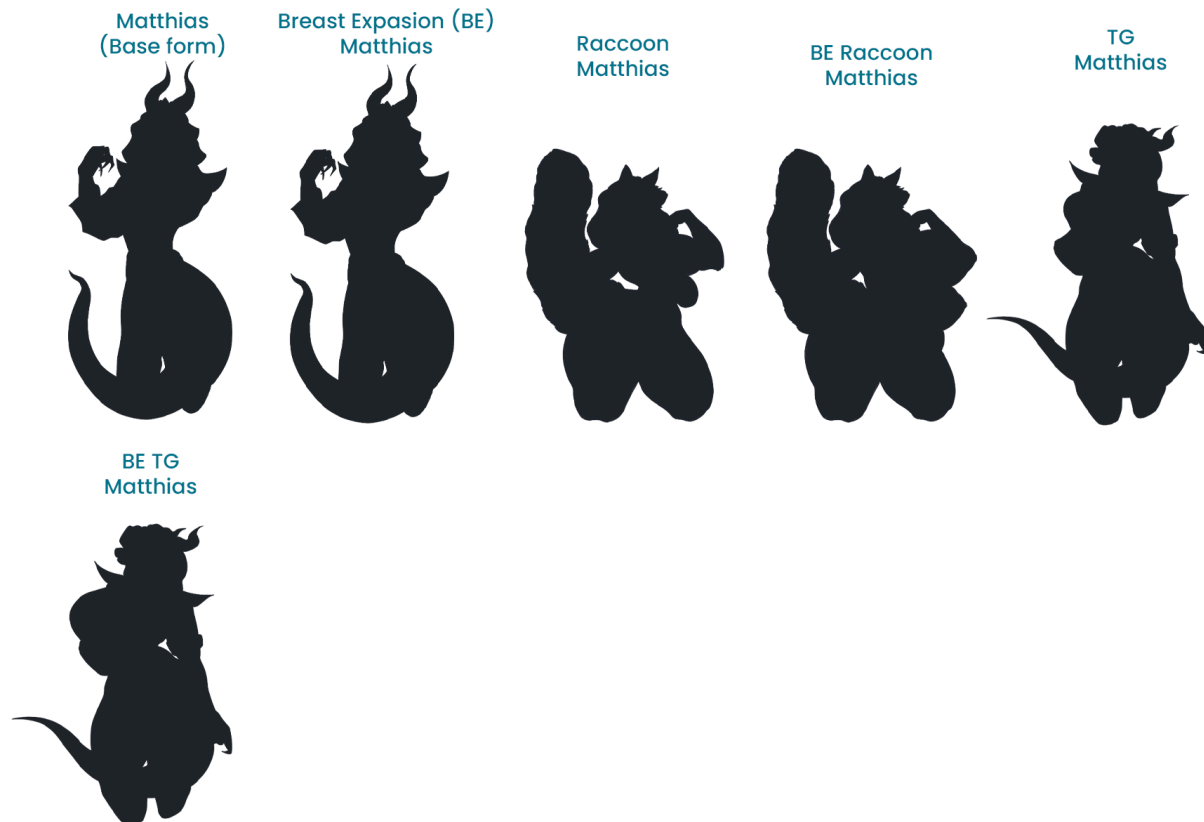 Matthias
(Base form)
Breast Expasion (BE)
Matthias
Raccoon
Matthias
BE Raccoon
Matthias
TG
Matthias
BE TG
Matthias